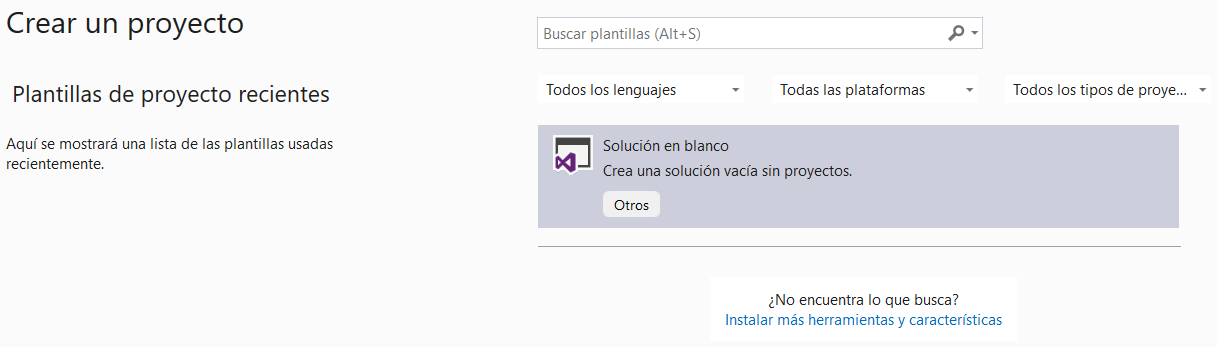 Crear un proyecto
Buscar plantillas (Alt+S)
Plantillas de proyecto recientes
Todos los lenguajes
Todas las plataformas
Todos los tipos de proye...
Aquí se mostrará una lista de las plantillas usadas
recientemente.
Solución en blanco
Crea una solución vacía sin proyectos.
Otros
¿No encuentra lo que busca?
Instalar más herramientas y características